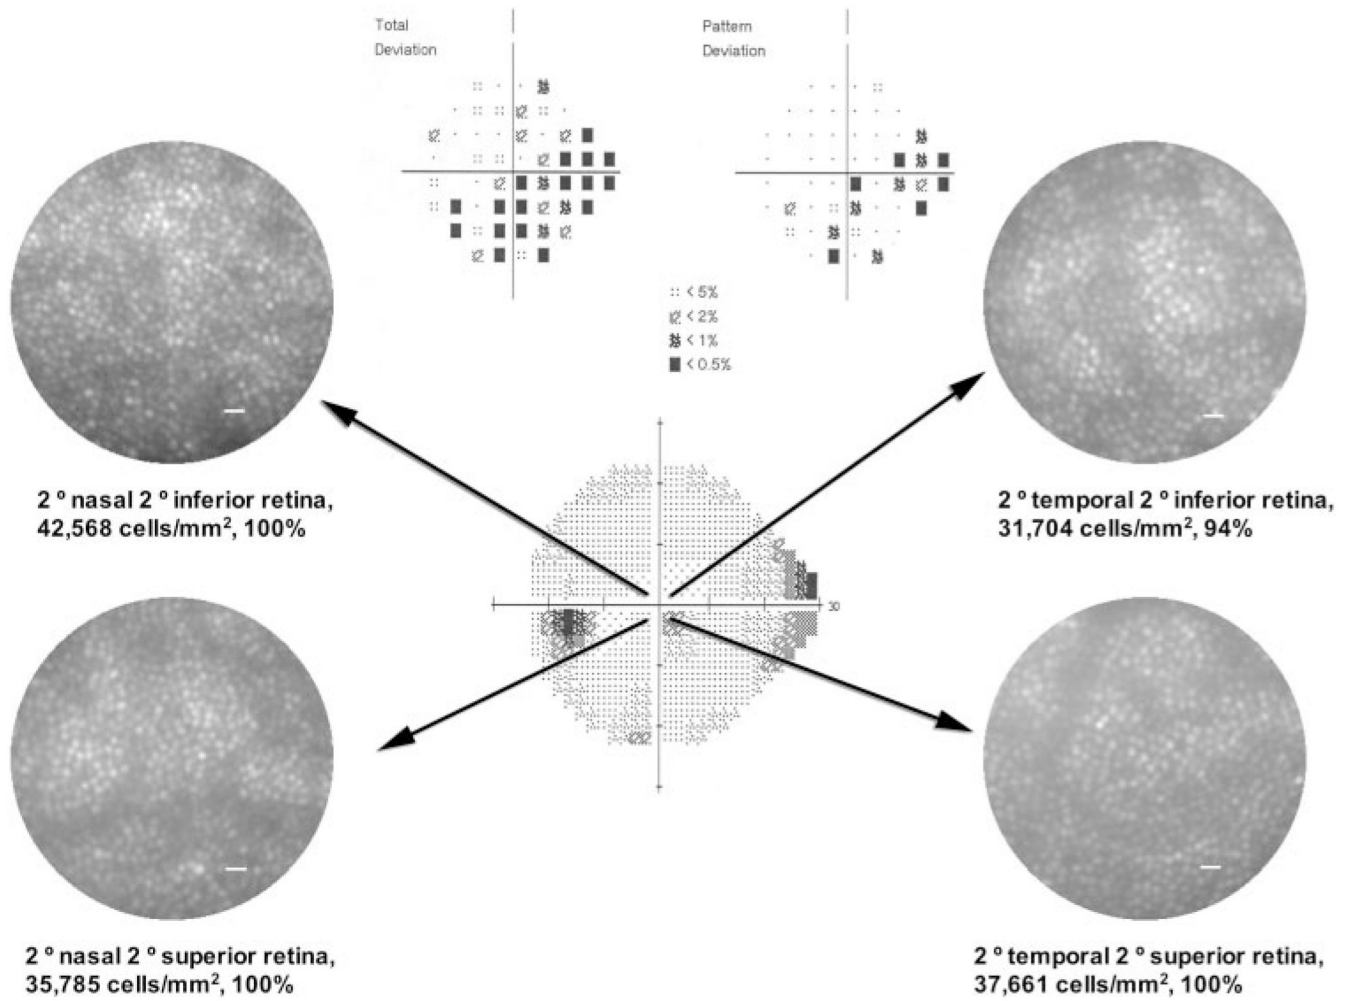 Total
Deviation
Pattern
Deviation
< 5%
< 2%
< 1%
< 0.5%
2 º nasal 2 º inferior retina,
42,568 cells/mm², 100%
2 º temporal 2 º inferior retina,
31,704 cells/mm², 94%
30
2 º nasal 2 º superior retina,
35,785 cells/mm², 100%
2 º temporal 2 º superior retina,
37,661 cells/mm², 100%